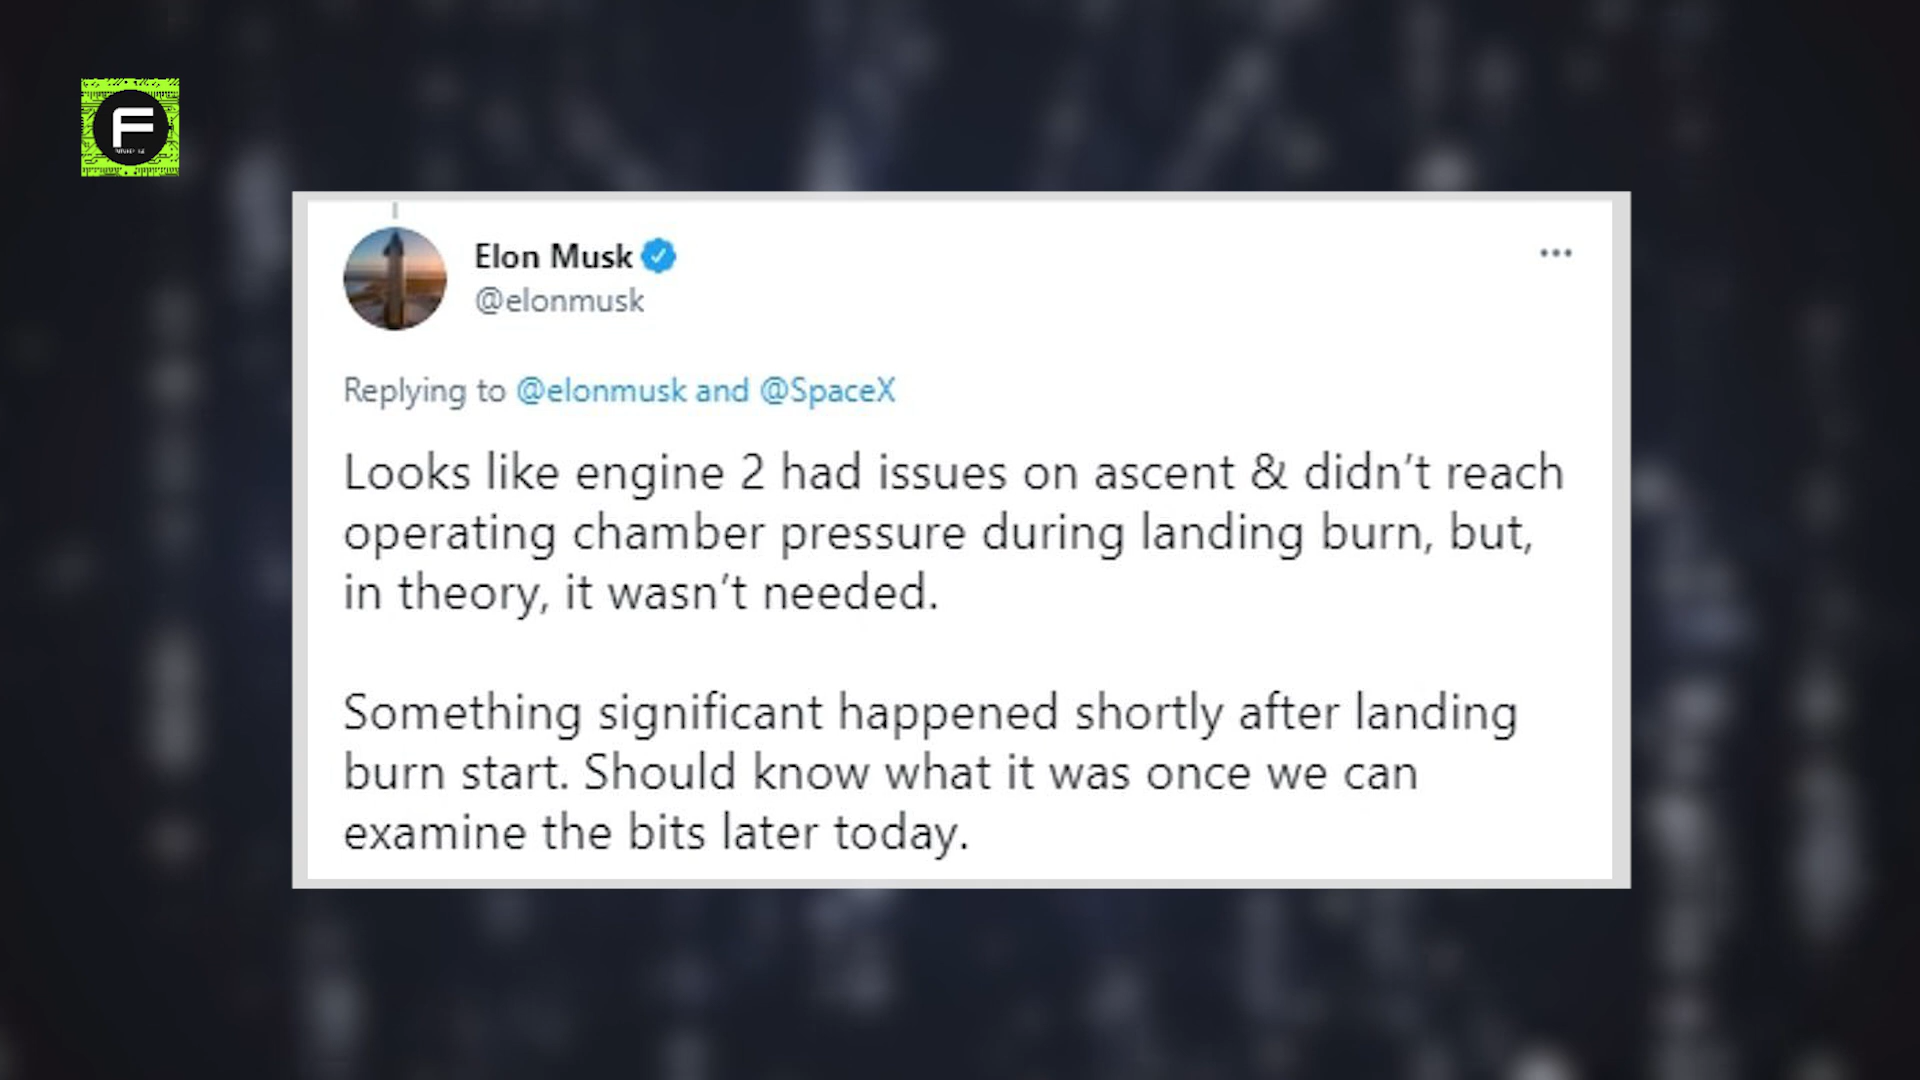 F
Elon Musk
@elonmusk
Replying to @elonmusk and @SpaceX
Looks like engine 2 had issues on ascent & didn’t reach
operating chamber pressure during landing burn, but,
in theory, it wasn’t needed.
Something significant happened shortly after landing
burn start. Should know what it was once we can
examine the bits later today.